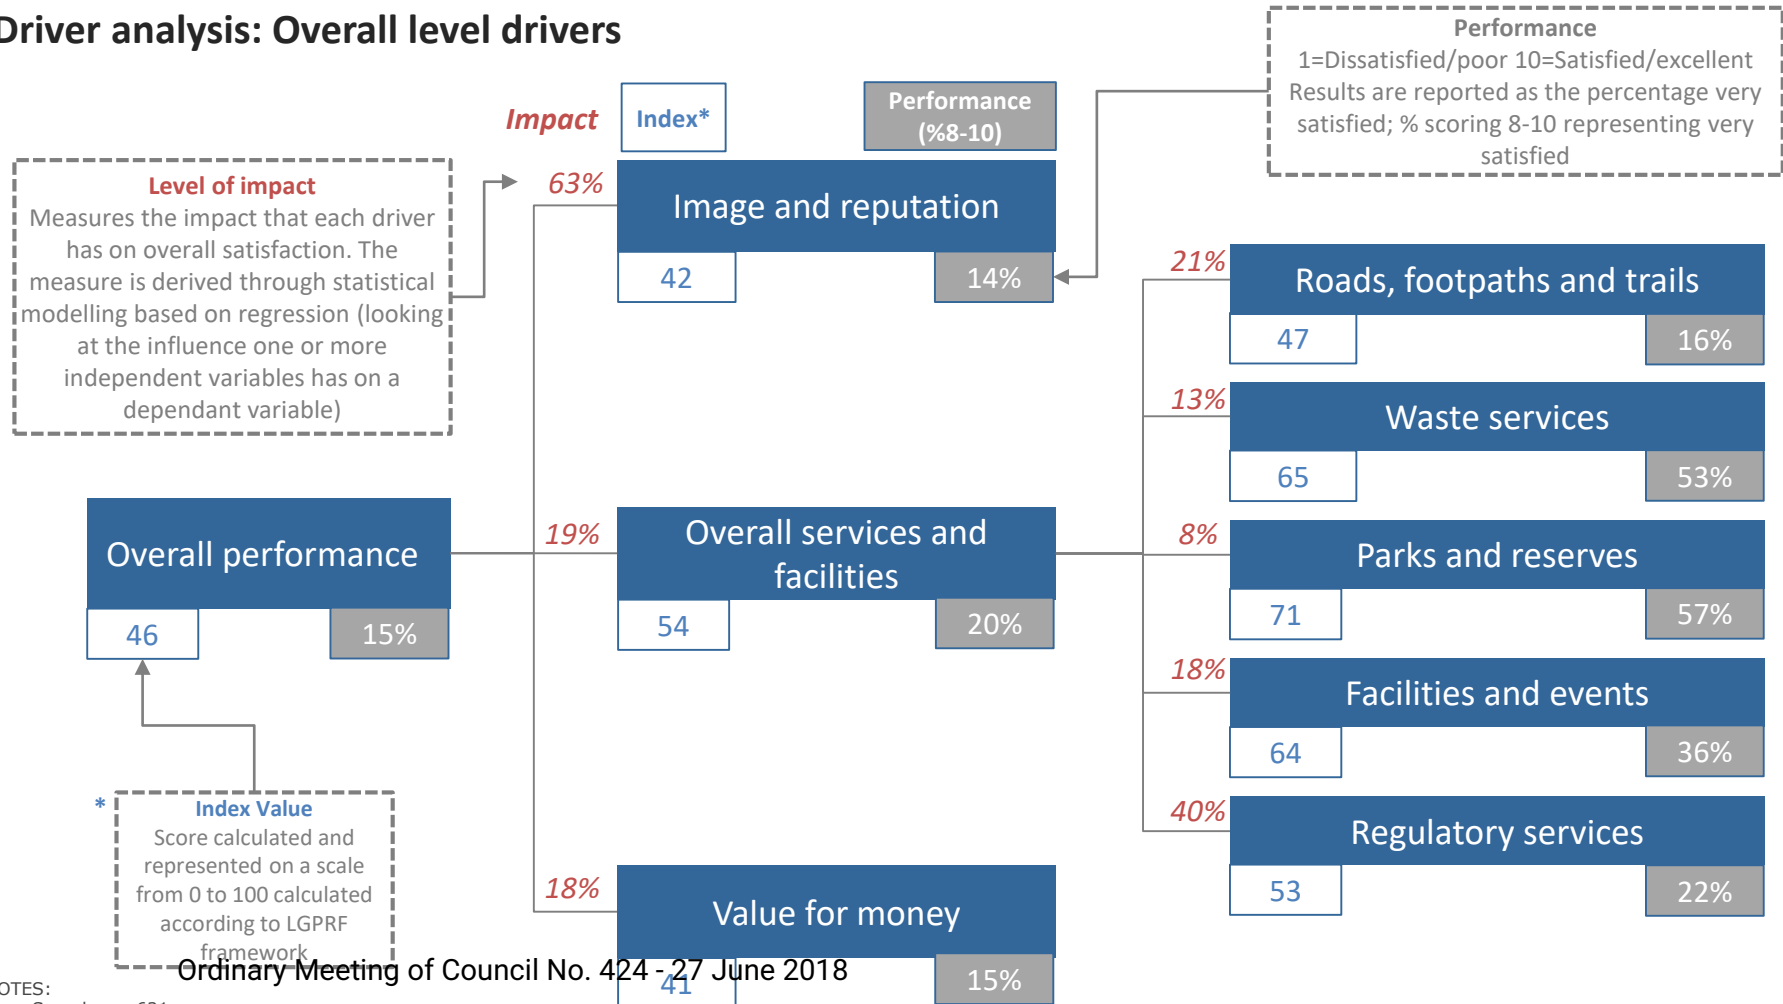 Driver analysis: Overall level drivers
Performance
1=Dissatisfied/poor 10=Satisfied/excellent
Results are reported as the percentage very
satisfied; % scoring 8-10 representing very
satisfied
Impact
Index*
Performance
(%8-10)
Level of impact
Measures the impact that each driver
has on overall satisfaction. The
measure is derived through statistical
modelling based on regression (looking
at the influence one or more
independent variables has on a
dependant variable)
63%
Image and reputation
42
14%
21%
Roads, footpaths and trails
47
16%
13%
Waste services
65
53%
Overall performance
46
15%
19%
Overall services and
facilities
54
20%
8%
Parks and reserves
71
57%
18%
Facilities and events
64
36%
40%
Regulatory services
53
22%
*
Index Value
Score calculated and
represented on a scale
from 0 to 100 calculated
according to LGPRF
framework
18%
Value for money
41
15%
Ordinary Meeting of Council No. 424 - 27 June 2018
OTES: